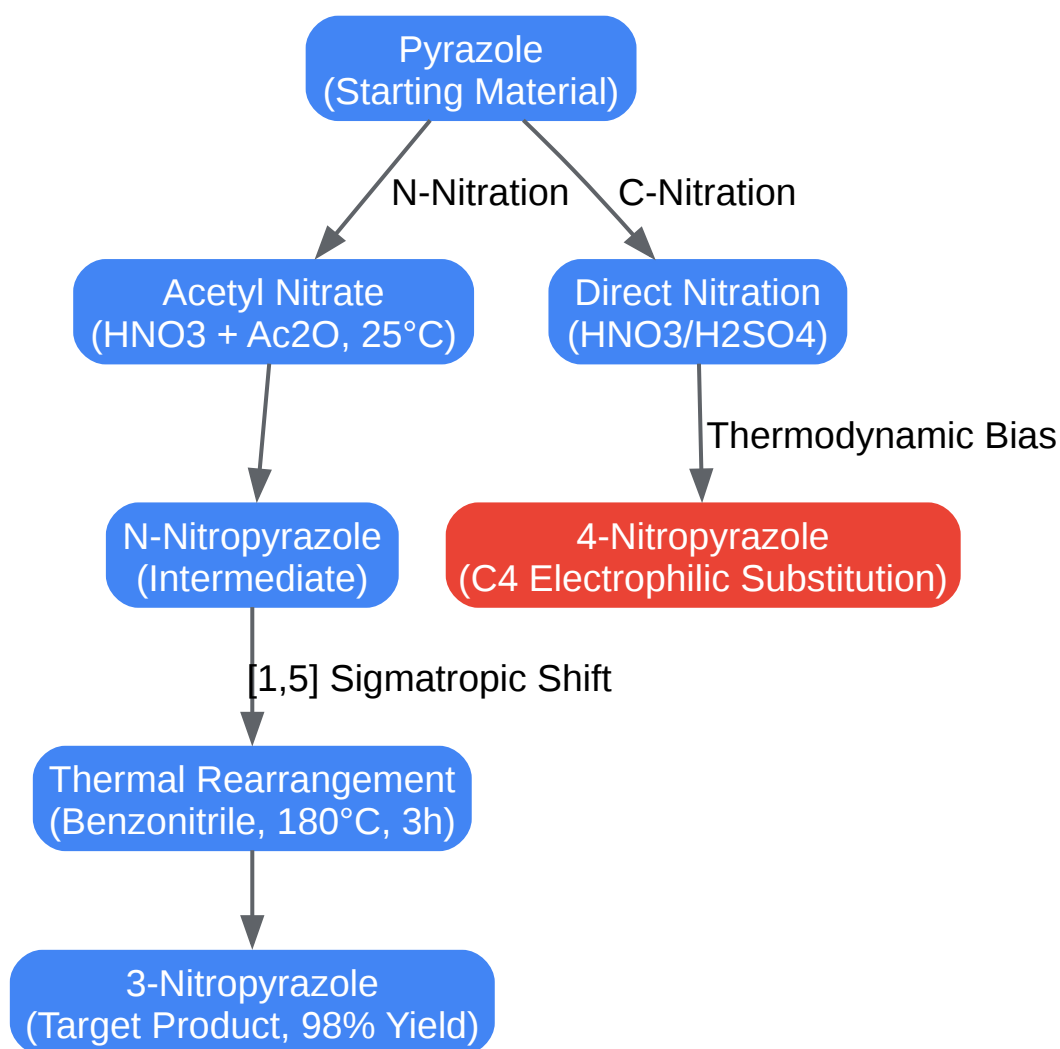 Pyrazole
(Starting Material)
N-Nitration
C-Nitration
Acetyl Nitrate
(HNO3 + Ac2O, 25°C)
Direct Nitration
(HNO3/H2SO4)
Thermodynamic Bias
N-Nitropyrazole
(Intermediate)
4-Nitropyrazole
(C4 Electrophilic Substitution)
[1,5] Sigmatropic Shift
Thermal Rearrangement
(Benzonitrile, 180°C, 3h)
3-Nitropyrazole
(Target Product, 98% Yield)